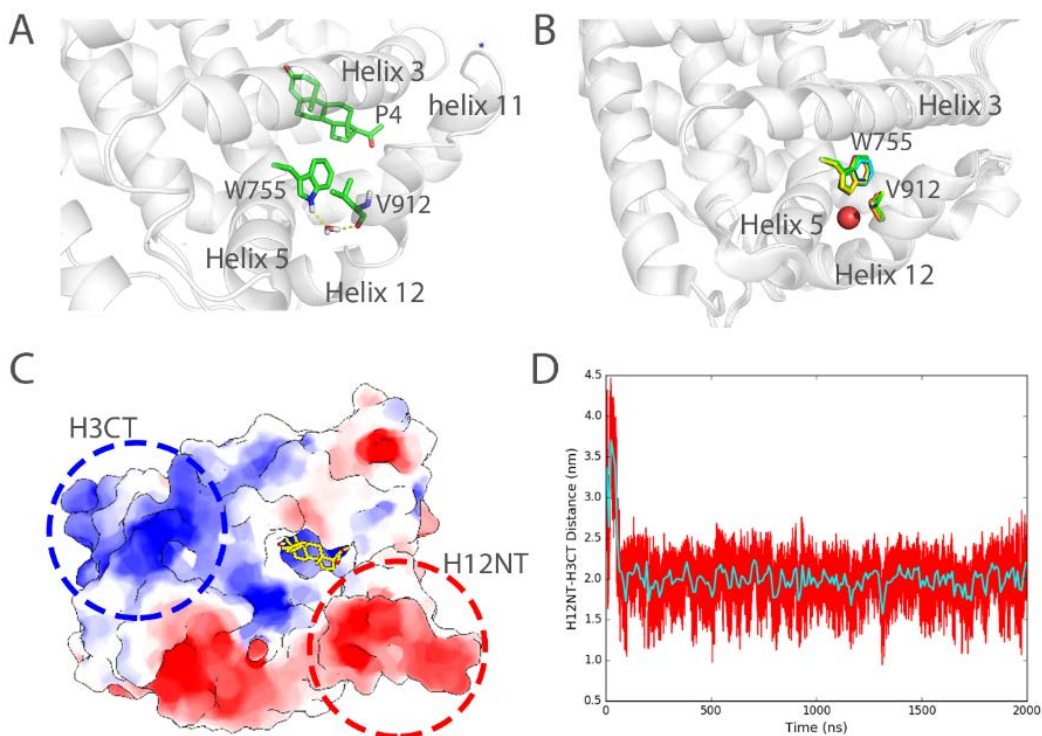 A
Helix 3
P4
helix 11
*
W755
V912
Helix 5
Helix 12
B
Helix 3
W755
V912
Helix 5
Helix 12
C
H3CT
H12NT
D
H12NT-H3CT Distance (nm)
4.5
4.0
3.5
3.0
2.5
2.0
1.5
1.0
0.5
0
500
1000
1500
2000
Time (ns)